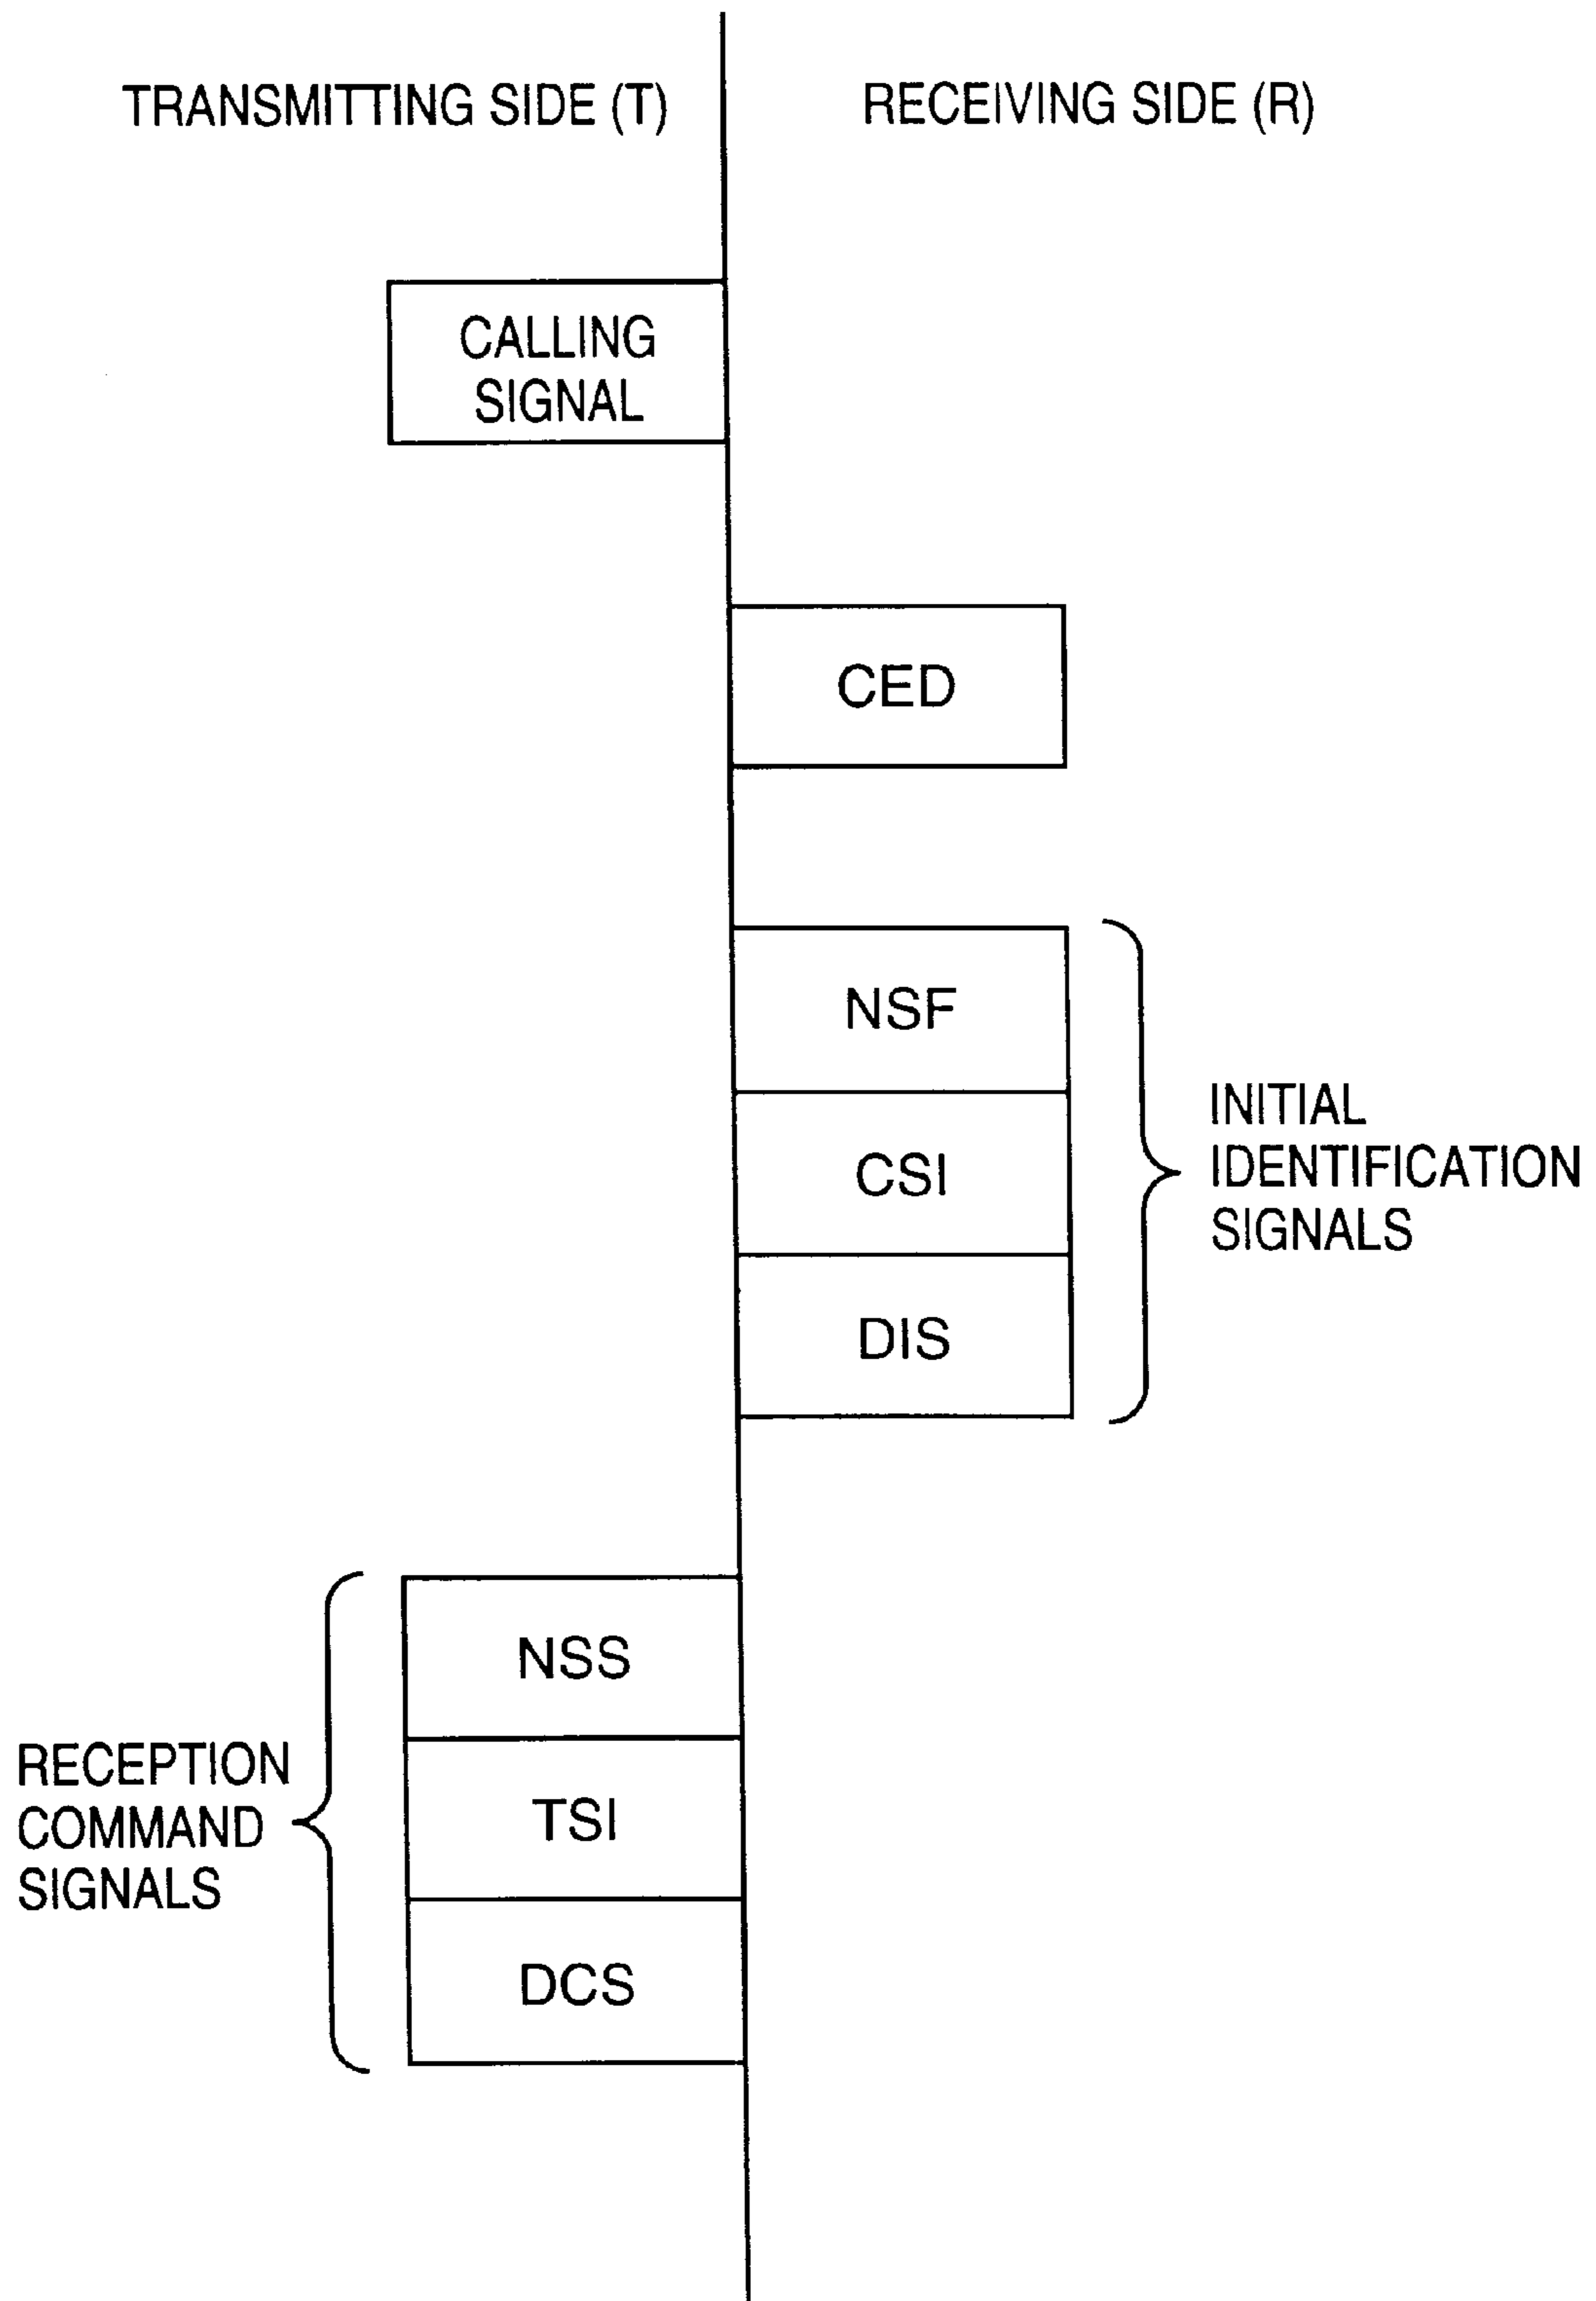 TRANSMITTING SIDE (T)
RECEIVING SIDE (R)
CALLING
SIGNAL
CED
NSF
CSI
DIS
INITIAL
IDENTIFICATION
SIGNALS
NSS
TSI
DCS
RECEPTION
COMMAND
SIGNALS